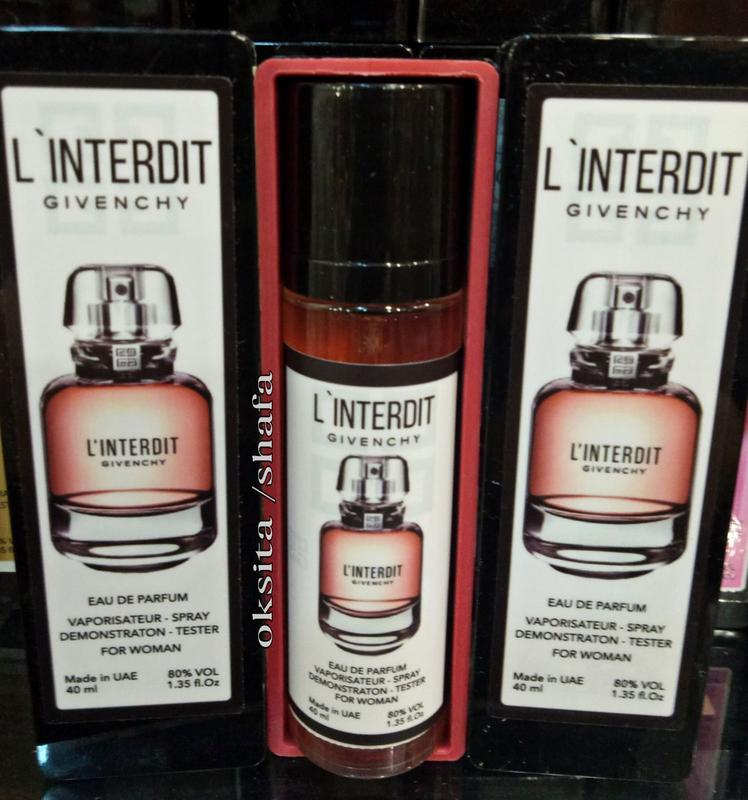 L`INTERDIT
GIVENCHY
L'INTERDIT
GIVENCHY
EAU DE PARFUM
VAPORISATEUR - SPRAY
DEMONSTRATON - TESTER
FOR WOMAN
Made in UAE 80% VOL
40 ml 1.35 fl.Oz
oksita /shafa
L`INTERDIT
GIVENCHY
L'INTERDIT
GIVENCHY
EAU DE PARFUM
VAPORISATEUR - SPRAY
DEMONSTRATON - TESTER
FOR WOMAN
Made in UAE 80% VOL
40 ml 1.35 fl.Oz
L`INTERDIT
GIVENCHY
L'INTERDIT
GIVENCHY
EAU DE PARFUM
VAPORISATEUR - SPRAY
DEMONSTRATON - TESTER
FOR WOMAN
Made in UAE 80% VOL
40 ml 1.35 fl.Oz